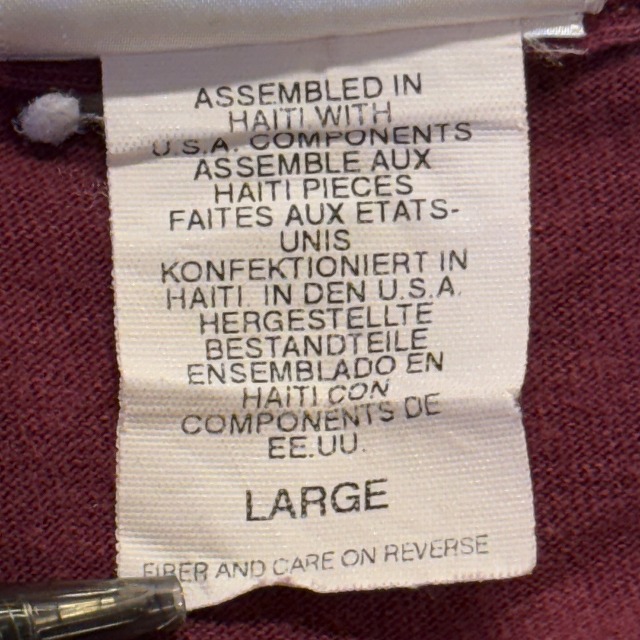 ASSEMBLED IN
HAITI WITH
U.S.A COMPONENTS
ASSEMBLE AUX
HAITI PIECES
FAITES AUX ETATS-
UNIS
KONFEKTIONIERT IN
HAITI. IN DEN U.S.A.
HERGESTELLTE
BESTANDTEILE
ENSEMBLADO EN
HAITI CON
COMPONENTS DE
EE.UU.
LARGE
FIBER AND CARE ON REVERSE